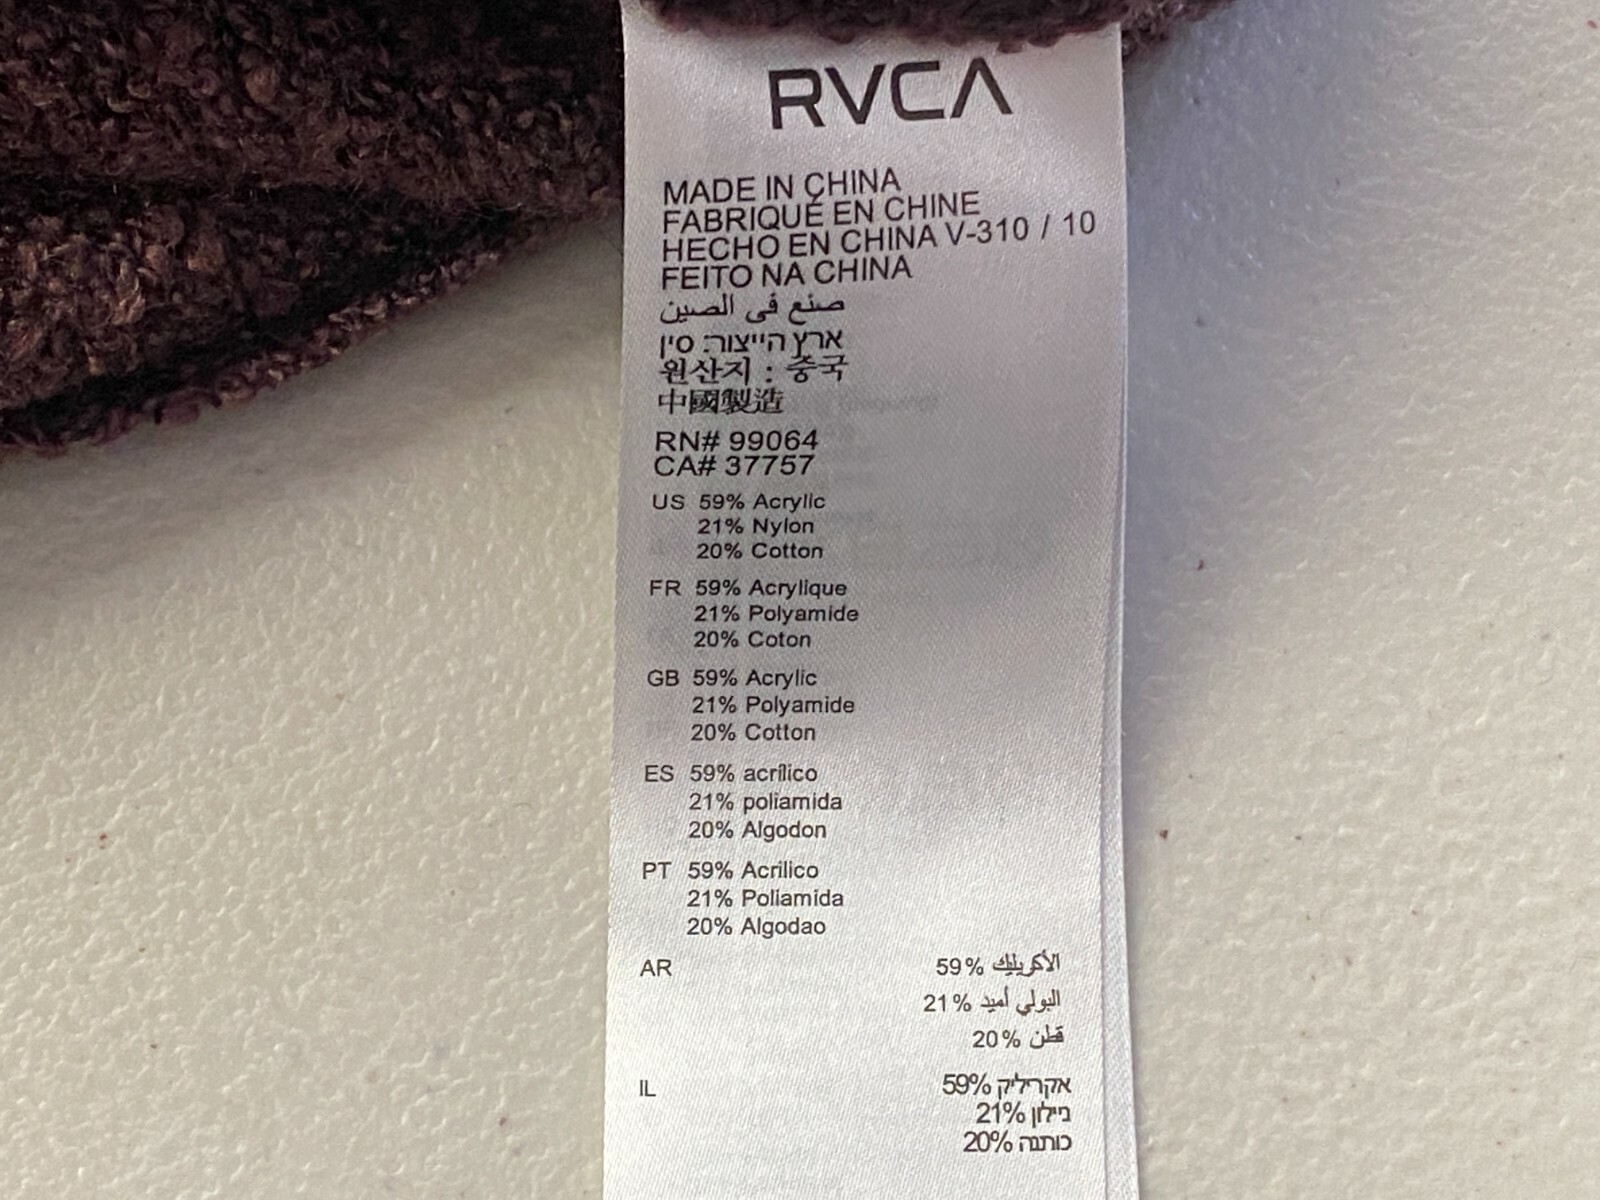 RVCA
MADE IN CHINA
FABRIQUÉ EN CHINE
HECHO EN CHINA V-310 / 10
FEITO NA CHINA
صنع في الصين
ארץ הייצור: סין
원산지 : 중국
中國製造
RN# 99064
CA# 37757
US 59% Acrylic
21% Nylon
20% Cotton
FR 59% Acrylique
21% Polyamide
20% Coton
GB 59% Acrylic
21% Polyamide
20% Cotton
ES 59% acrílico
21% poliamida
20% Algodon
PT 59% Acrilico
21% Poliamida
20% Algodao
AR 59% الأكريليك
21% البولي أميد
20% قطن
IL 59% אקריליק
21% ניילון
20% כותנה